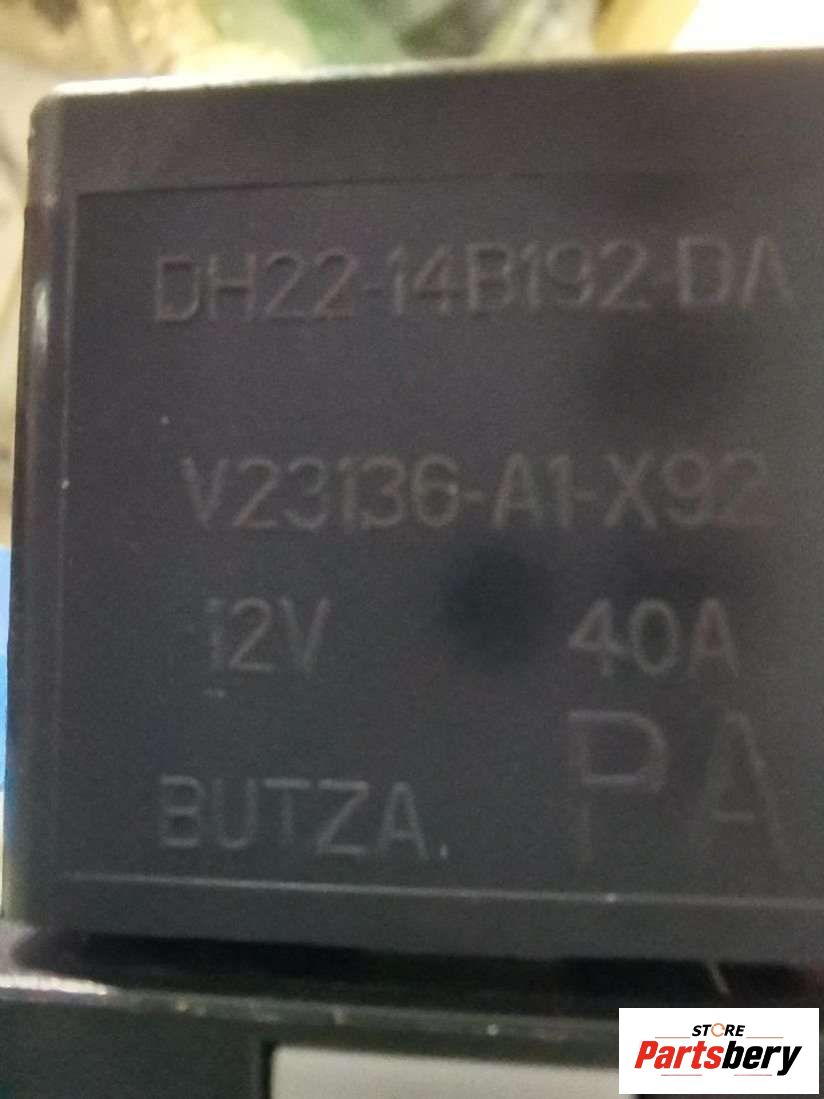 DH22-14B192-DA
V23136-A1-X92
12V 40A
BUTZA. PA
STORE
Partsbery